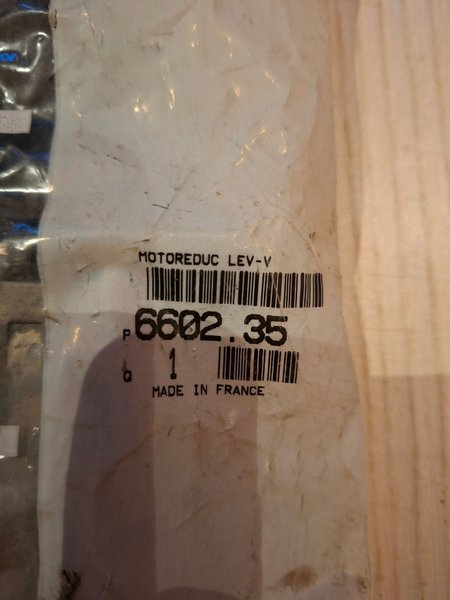 MOTOREDUC LEV-V
P 6602.35
Q 1
MADE IN FRANCE